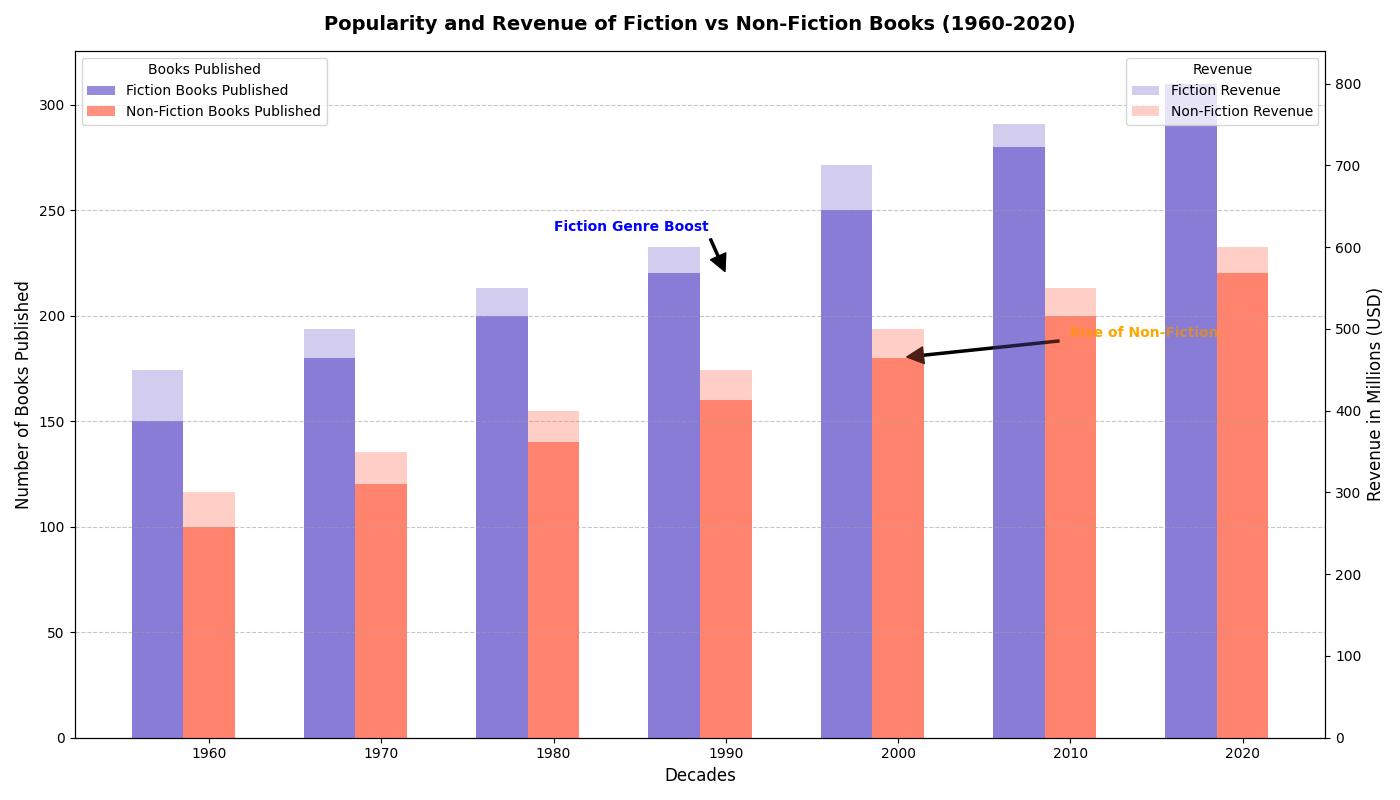 Popularity and Revenue of Fiction vs Non-Fiction Books (1960-2020)
Books Published
Fiction Books Published
Non-Fiction Books Published
Revenue
Fiction Revenue
Non-Fiction Revenue
Number of Books Published
300
250
200
150
100
50
0
Fiction Genre Boost
Rise of Non-Fiction
800
700
600
500
400
300
200
100
0
Revenue in Millions (USD)
1960 1970 1980 1990 2000 2010 2020
Decades